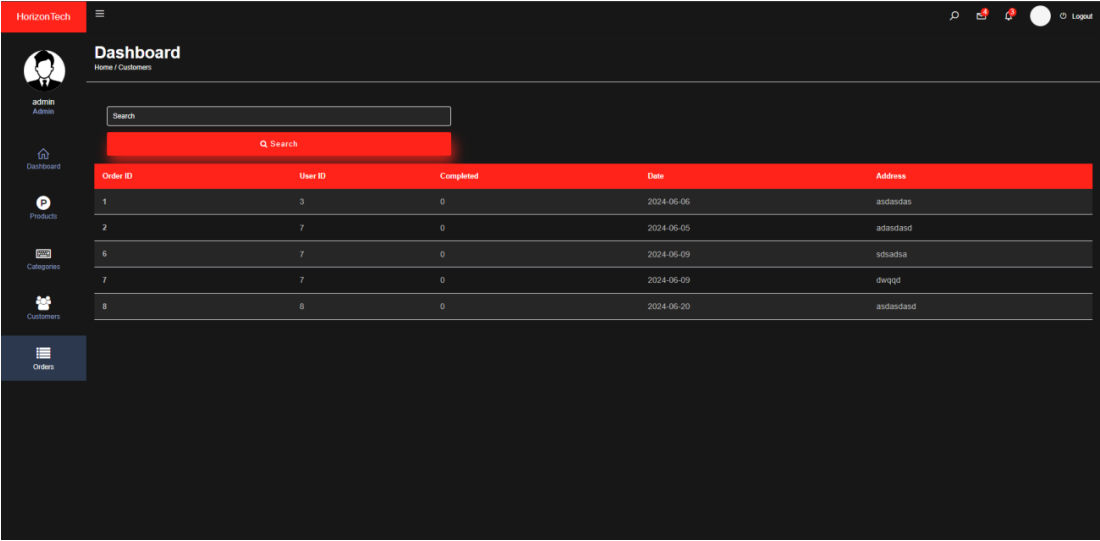 HorizonTech
4
3
Logout
admin
Admin
Dashboard
Products
Categories
Customers
Orders
Dashboard
Home / Customers
Search
Search
Order ID User ID Completed Date Address
1 3 0 2024-06-06 asdasdas
2 7 0 2024-06-05 adasdasd
6 7 0 2024-06-09 sdsadsa
7 7 0 2024-06-09 dwqqd
8 8 0 2024-06-20 asdasdasd